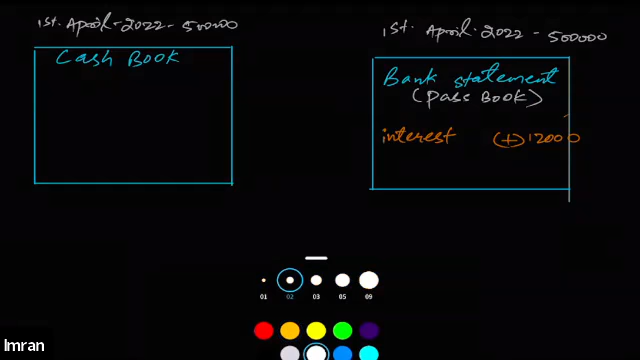 1st. April-2022-500000
Cash Book
1st. April-2022-500000
Bank statement
(Pass Book)
interest (+) 12000
01 02 03 05 09
Imran